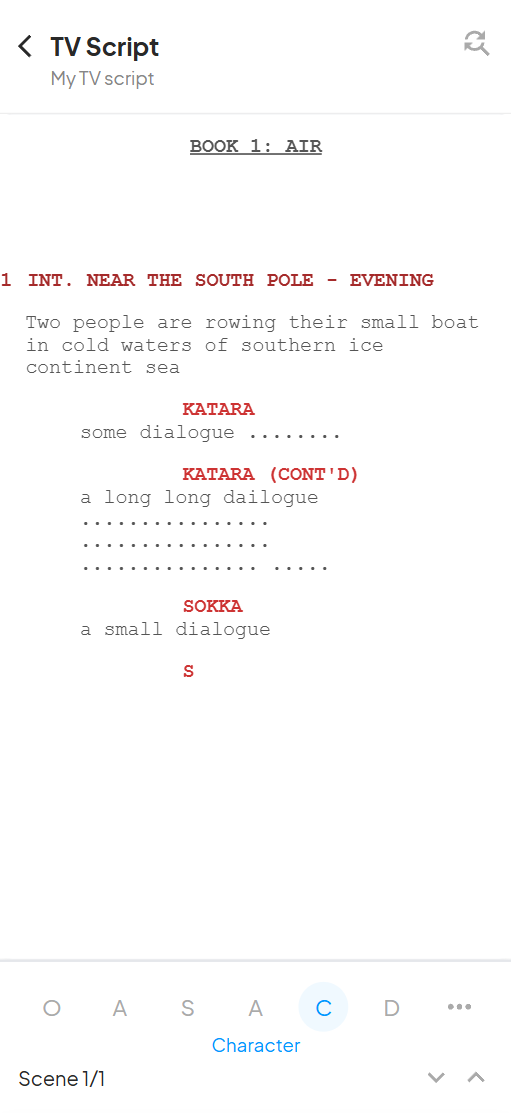 TV Script
My TV script
BOOK 1: AIR
1 INT. NEAR THE SOUTH POLE - EVENING
Two people are rowing their small boat
in cold waters of southern ice
continent sea
KATARA
some dialogue ........
KATARA (CONT'D)
a long long dailogue
................
................
............... .....
SOKKA
a small dialogue
S
O A S A C D •••
Character
Scene 1/1